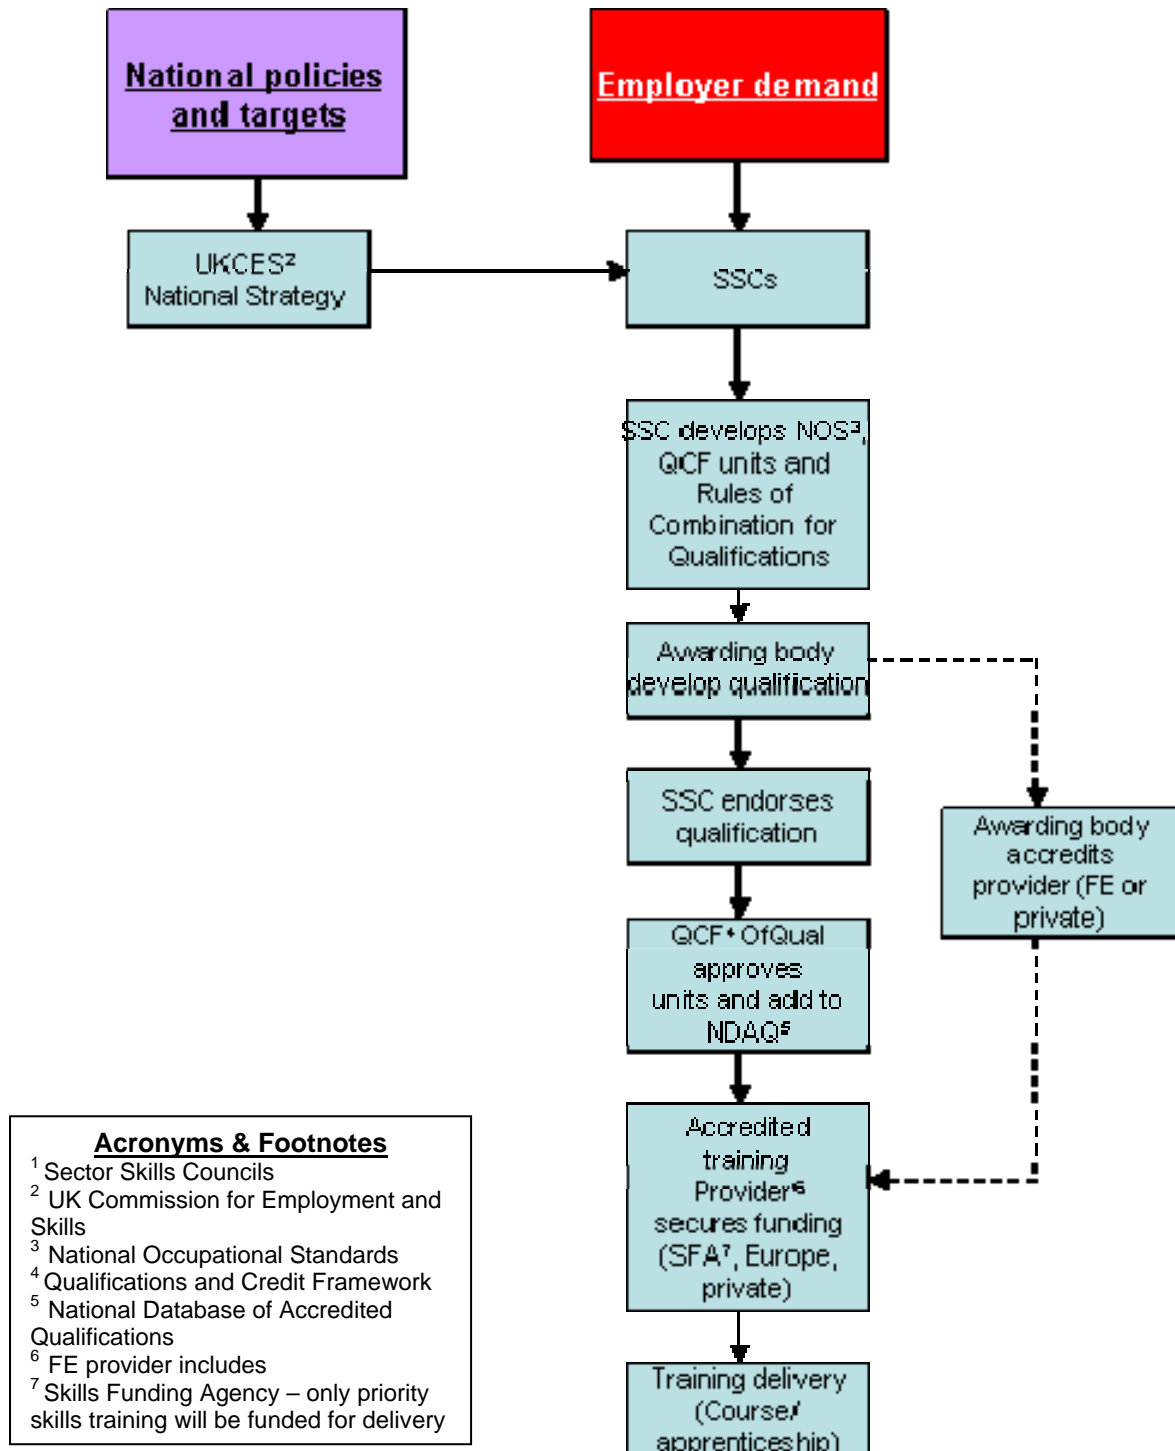 National policies
and targets
Employer demand
UKCES²
National Strategy
SSCs
SSC develops NOS³,
QCF units and
Rules of
Combination for
Qualifications
Awarding body
develop qualification
SSC endorses
qualification
Awarding body
accredits
provider (FE or
private)
QCF⁴ OfQual
approves
units and add to
NDAQ⁵
Accredited
training
Provider⁶
secures funding
(SFA⁷, Europe,
private)
Training delivery
(Course/
apprenticeship)
Acronyms & Footnotes
¹ Sector Skills Councils
² UK Commission for Employment and
Skills
³ National Occupational Standards
⁴ Qualifications and Credit Framework
⁵ National Database of Accredited
Qualifications
⁶ FE provider includes
⁷ Skills Funding Agency – only priority
skills training will be funded for delivery